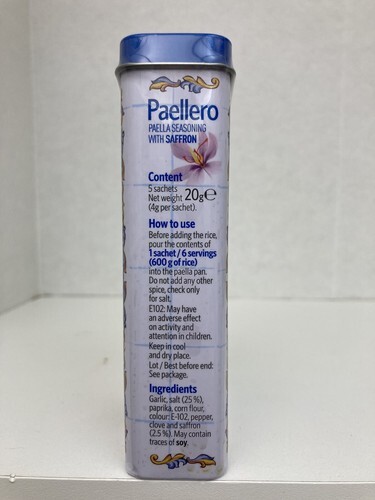 Paellero
PAELLA SEASONING
WITH SAFFRON
Content
5 sachets
Net weight 20g℮
(4g per sachet).
How to use
Before adding the rice,
pour the contents of
1 sachet / 6 servings
(600 g of rice)
into the paella pan.
Do not add any other
spice, check only
for salt.
E102: May have
an adverse effect
on activity and
attention in children.
Keep in cool
and dry place.
Lot / Best before end:
See package.
Ingredients
Garlic, salt (25 %),
paprika, corn flour,
colour: E-102, pepper,
clove and saffron
(2.5 %). May contain
traces of soy.